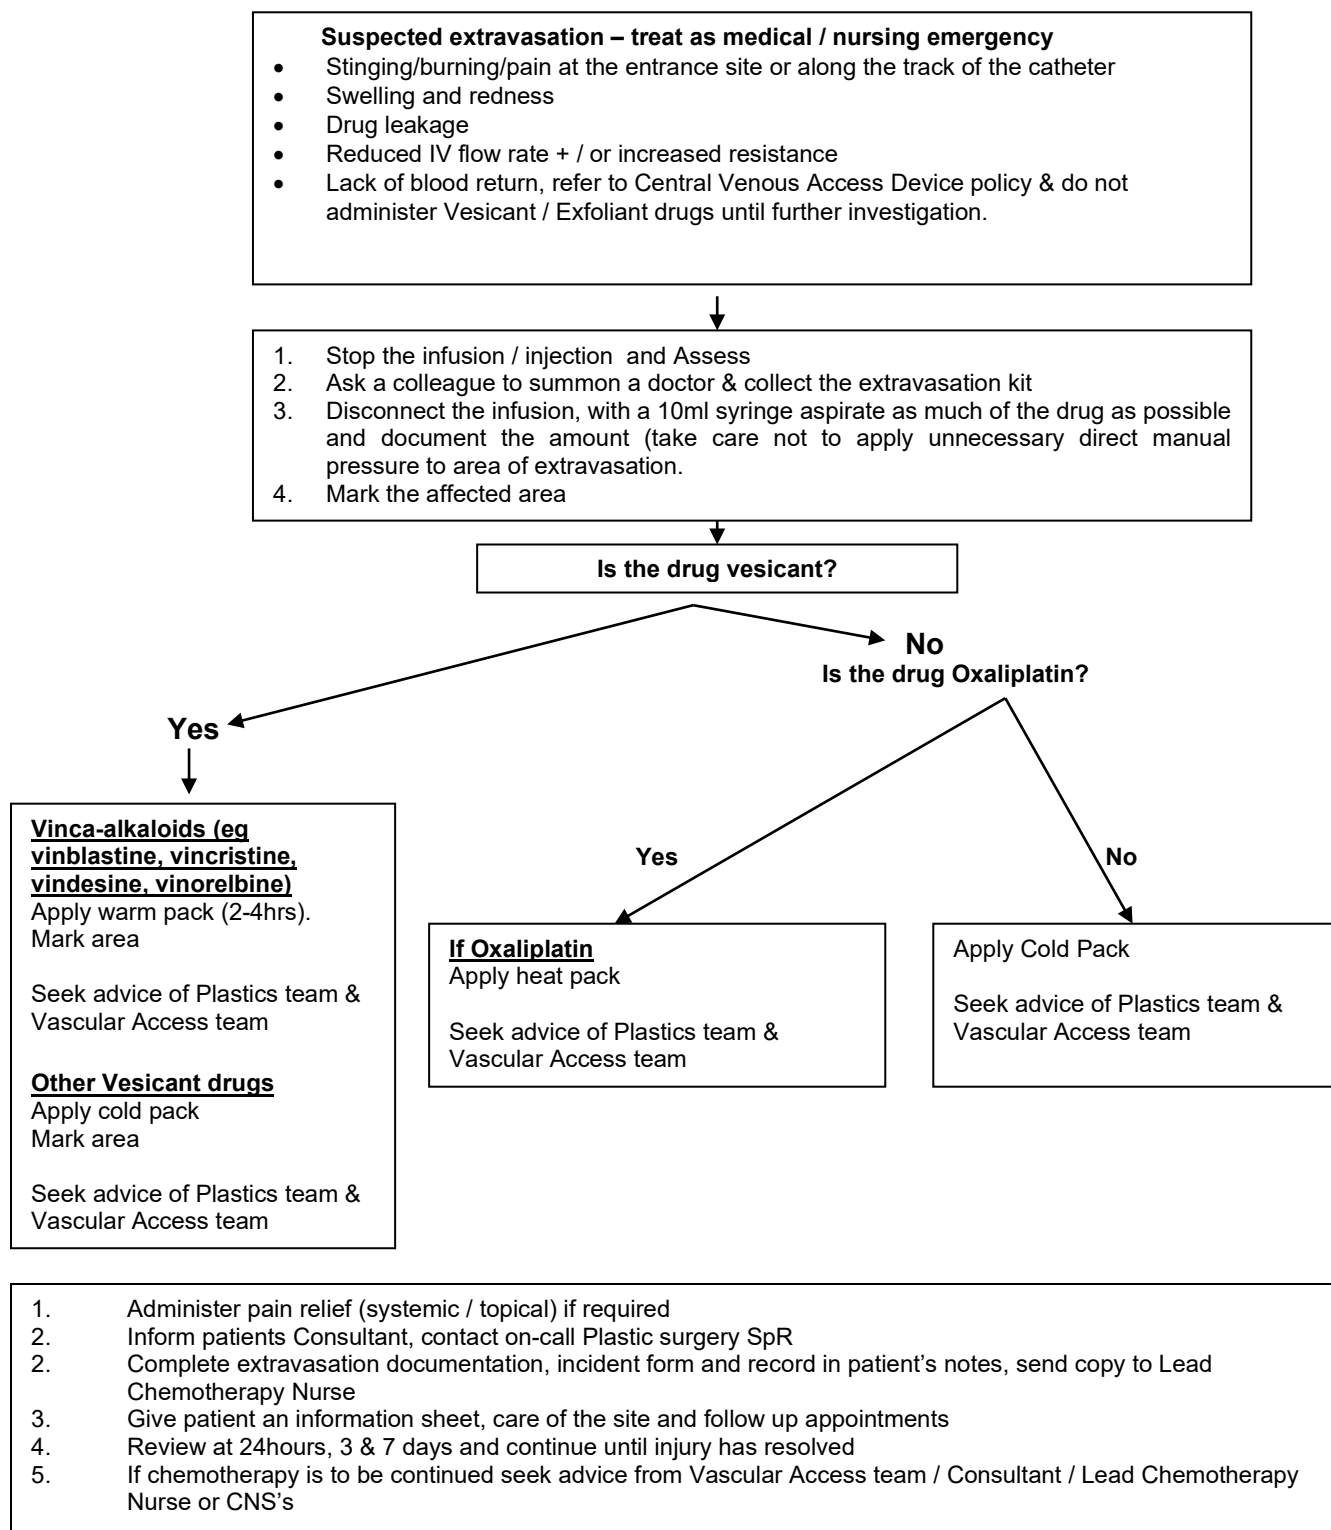 Suspected extravasation – treat as medical / nursing emergency
• Stinging/burning/pain at the entrance site or along the track of the catheter
• Swelling and redness
• Drug leakage
• Reduced IV flow rate + / or increased resistance
• Lack of blood return, refer to Central Venous Access Device policy & do not
administer Vesicant / Exfoliant drugs until further investigation.
1. Stop the infusion / injection and Assess
2. Ask a colleague to summon a doctor & collect the extravasation kit
3. Disconnect the infusion, with a 10ml syringe aspirate as much of the drug as possible
and document the amount (take care not to apply unnecessary direct manual
pressure to area of extravasation.
4. Mark the affected area
Is the drug vesicant?
No
Is the drug Oxaliplatin?
Yes
Vinca-alkaloids (eg
vinblastine, vincristine,
vindesine, vinorelbine)
Apply warm pack (2-4hrs).
Mark area
Seek advice of Plastics team &
Vascular Access team
Other Vesicant drugs
Apply cold pack
Mark area
Seek advice of Plastics team &
Vascular Access team
Yes
No
If Oxaliplatin
Apply heat pack
Seek advice of Plastics team &
Vascular Access team
Apply Cold Pack
Seek advice of Plastics team &
Vascular Access team
1. Administer pain relief (systemic / topical) if required
2. Inform patients Consultant, contact on-call Plastic surgery SpR
2. Complete extravasation documentation, incident form and record in patient's notes, send copy to Lead
Chemotherapy Nurse
3. Give patient an information sheet, care of the site and follow up appointments
4. Review at 24hours, 3 & 7 days and continue until injury has resolved
5. If chemotherapy is to be continued seek advice from Vascular Access team / Consultant / Lead Chemotherapy
Nurse or CNS's